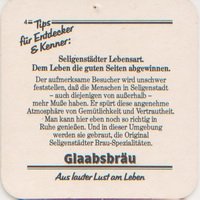 4 Tips
für Entdecker
& Kenner:
Seligenstädter Lebensart.
Dem Leben die guten Seiten abgewinnen.
Der aufmerksame Besucher wird unschwer
feststellen, daß die Menschen in Seligenstadt
– auch diejenigen von außerhalb –
mehr Muße haben. Er spürt diese angenehme
Atmosphäre von Gemütlichkeit und Vertrautheit.
Man kann hier eben noch so richtig in
Ruhe genießen. Und in dieser Umgebung
werden sie gebraut, die Original
Seligenstädter Brau-Spezialitäten.
Glaabsbräu
Aus lauter Lust am Leben